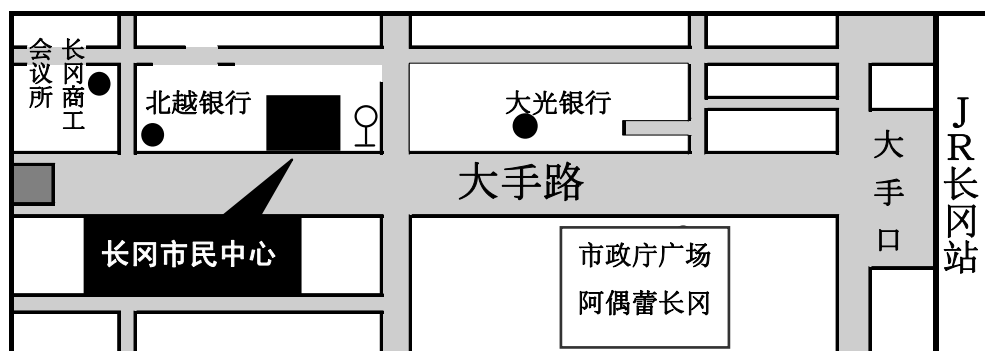 长冈商工
会议所
北越银行
大光银行
大手路
大手口
JR长冈站
长冈市民中心
市政厅广场
阿偶蕾长冈